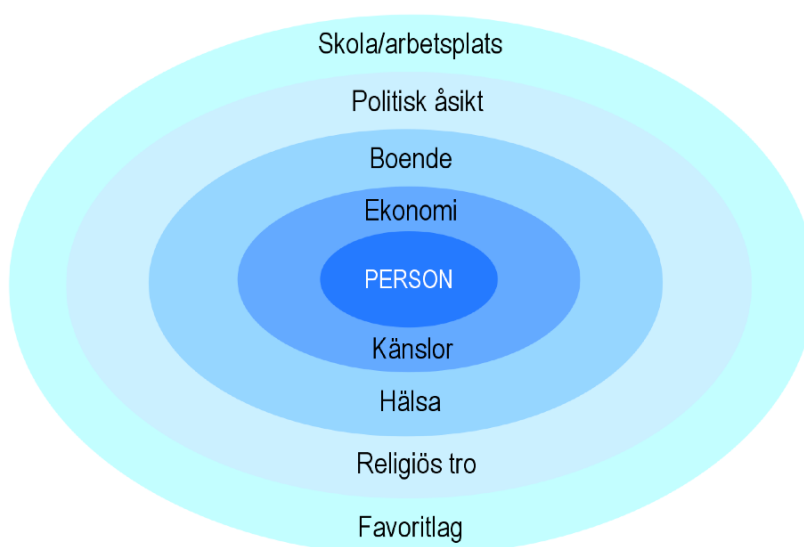 Skola/arbetsplats
Politisk åsikt
Boende
Ekonomi
PERSON
Känslor
Hälsa
Religiös tro
Favoritlag